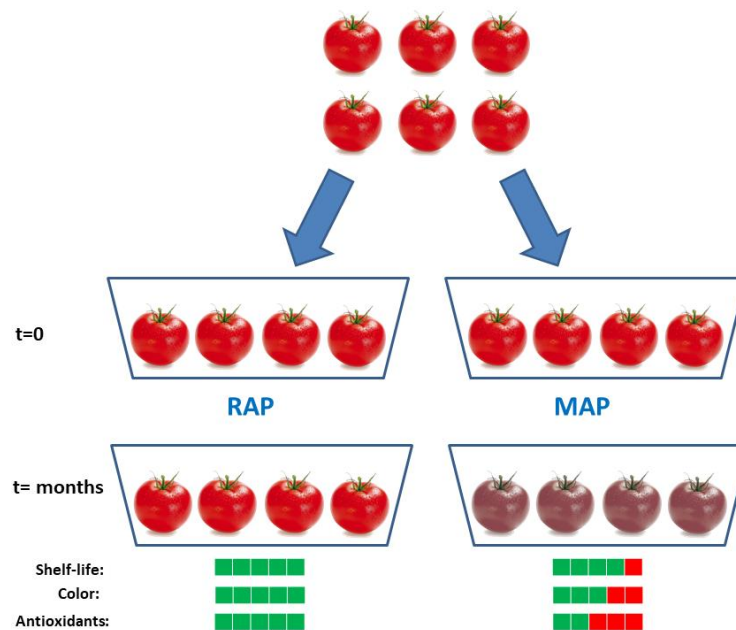 t=0
RAP
MAP
t= months
Shelf-life:
Color:
Antioxidants: